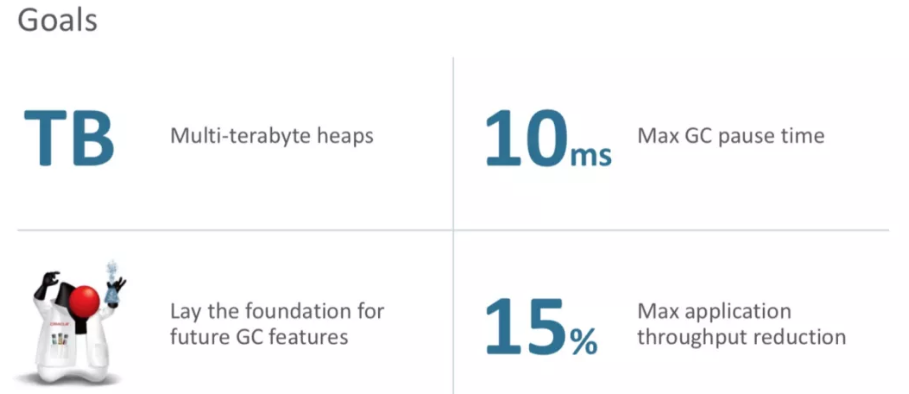 Goals
TB
Multi-terabyte heaps
10ms
Max GC pause time
ORACLE
Lay the foundation for
future GC features
15%
Max application
throughput reduction